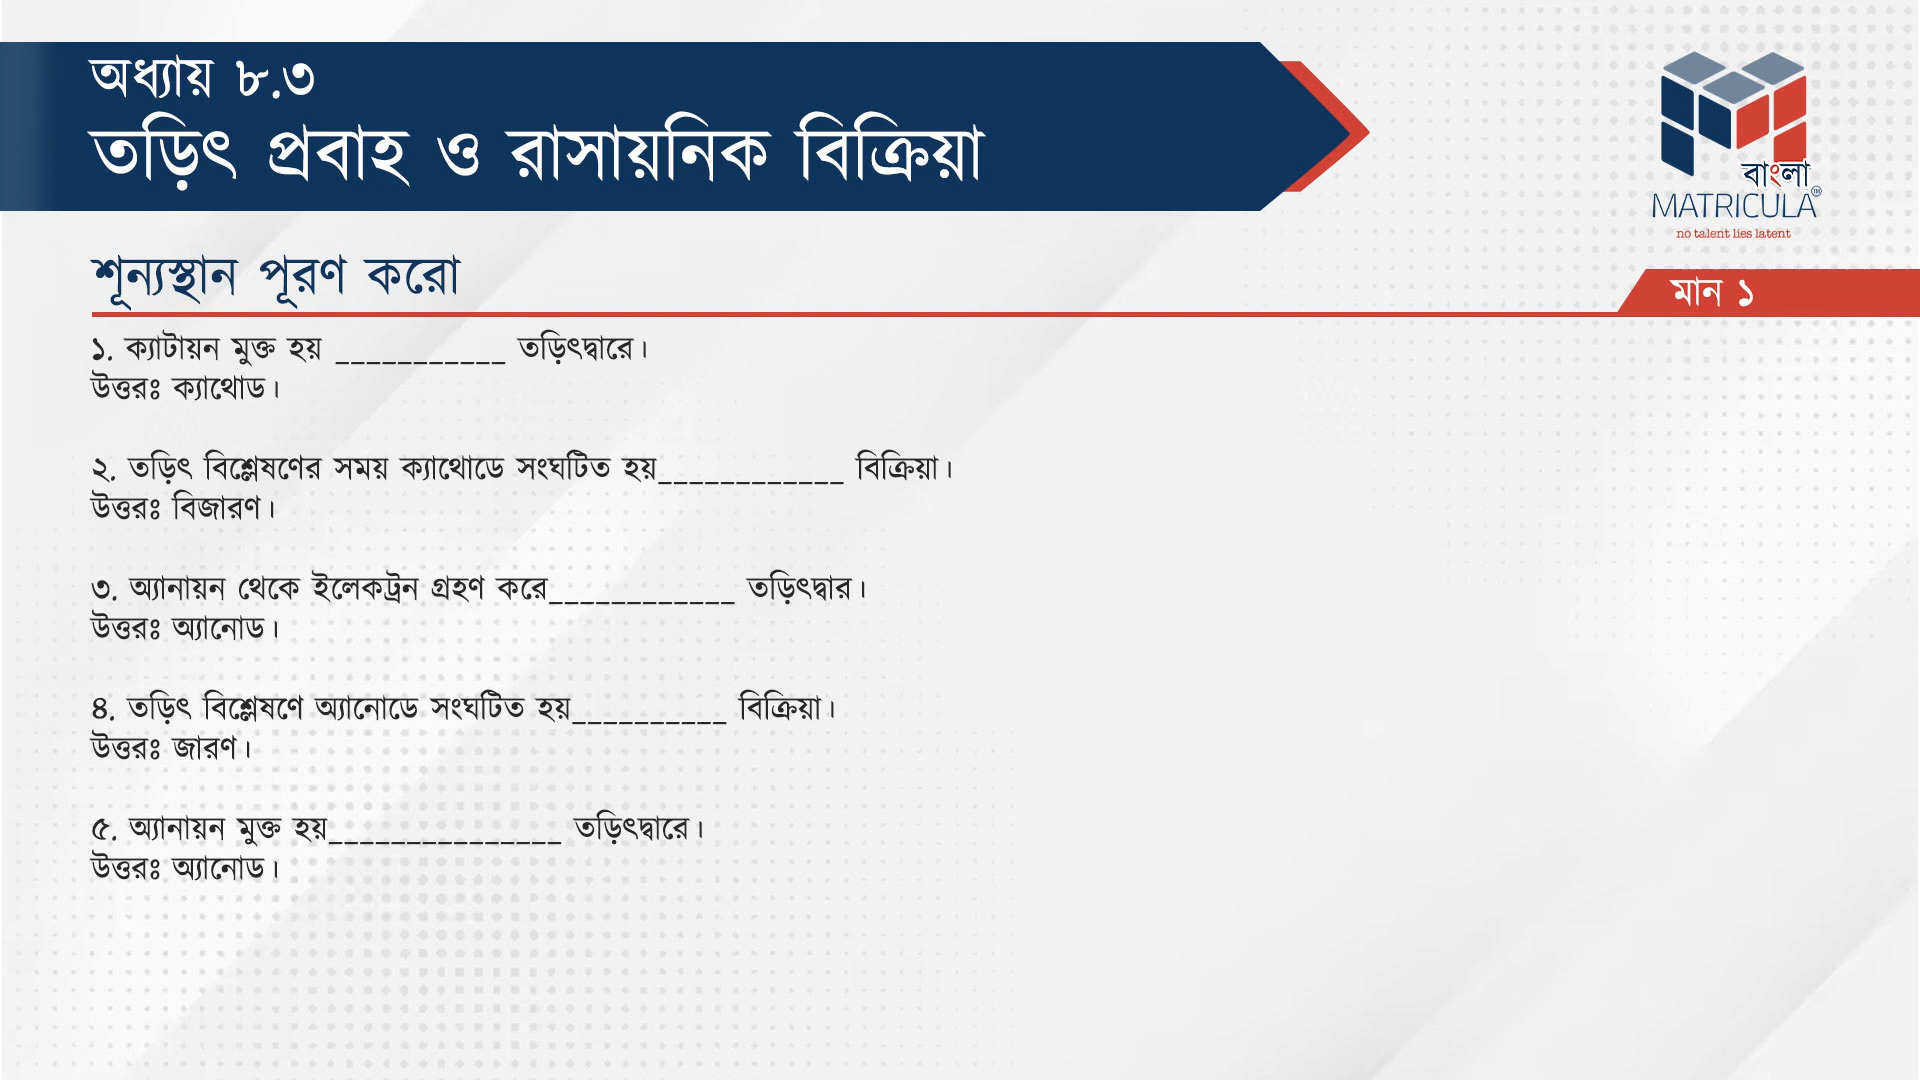 অধ্যায় ৮.৩
তড়িৎ প্রবাহ ও রাসায়নিক বিক্রিয়া
বাংলা
MATRICULA
TM
no talent lies latent
শূন্যস্থান পূরণ করো
মান ১
১. ক্যাটায়ন মুক্ত হয় ___________ তড়িৎদ্বারে।
উত্তরঃ ক্যাথোড।
২. তড়িৎ বিশ্লেষণের সময় ক্যাথোডে সংঘটিত হয়____________ বিক্রিয়া।
উত্তরঃ বিজারণ।
৩. অ্যানায়ন থেকে ইলেকট্রন গ্রহণ করে____________ তড়িৎদ্বার।
উত্তরঃ অ্যানোড।
৪. তড়িৎ বিশ্লেষণে অ্যানোডে সংঘটিত হয়__________ বিক্রিয়া।
উত্তরঃ জারণ।
৫. অ্যানায়ন মুক্ত হয়_______________ তড়িৎদ্বারে।
উত্তরঃ অ্যানোড।